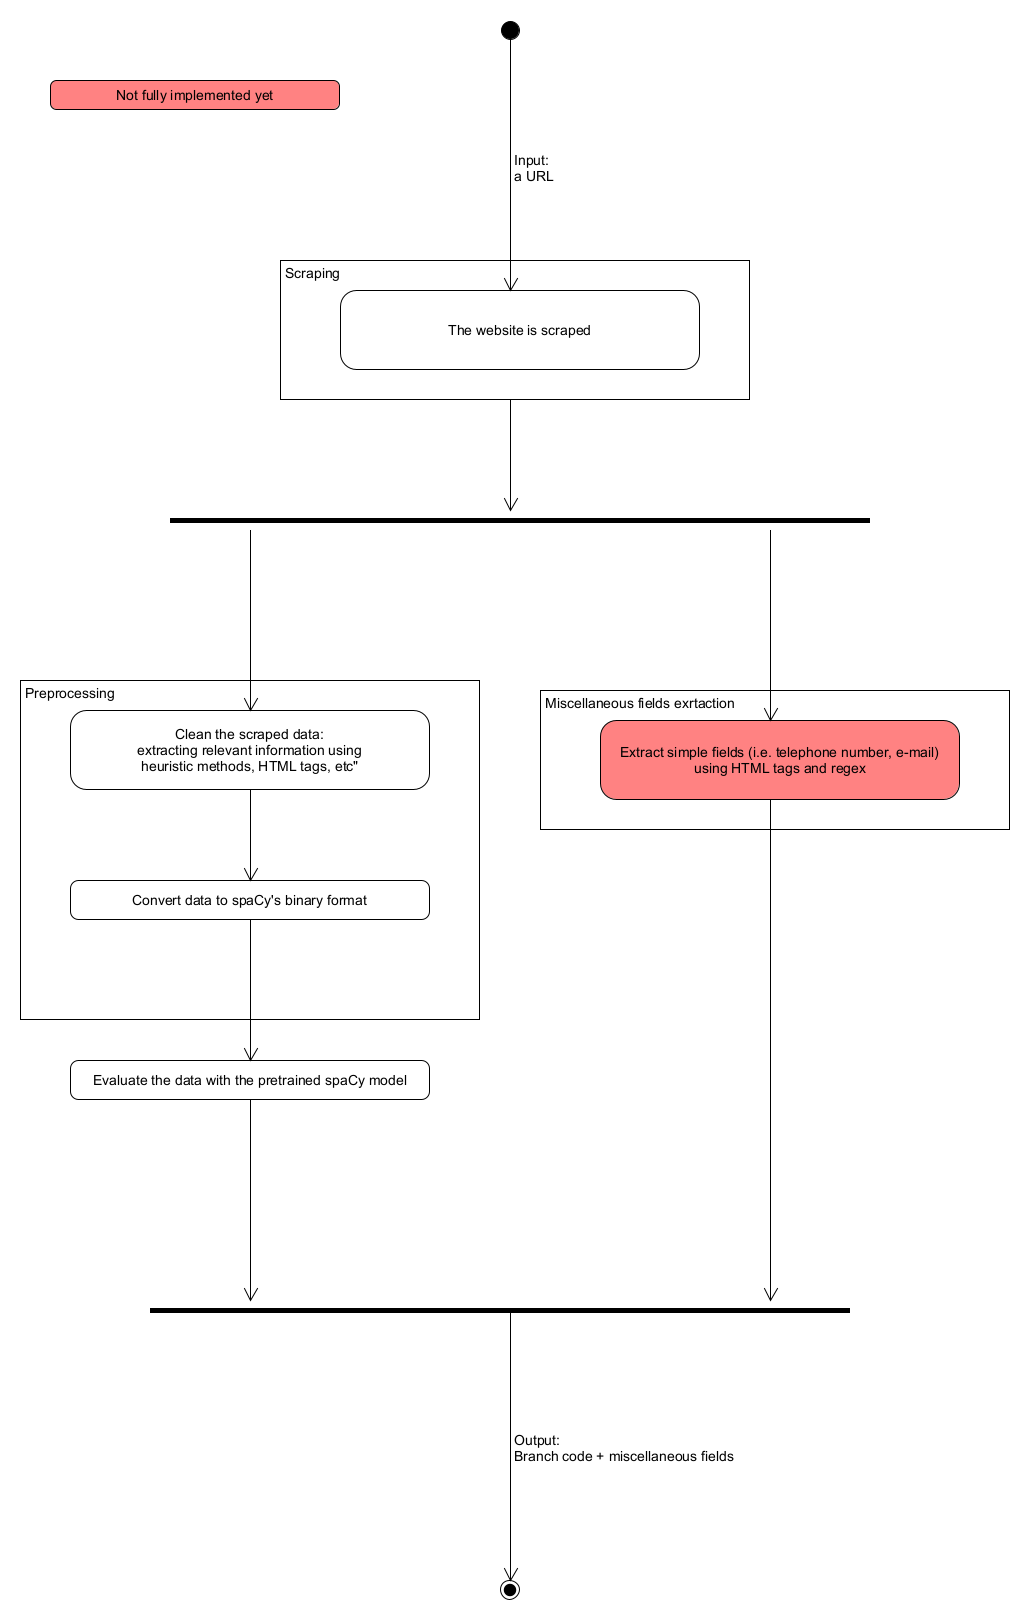 Not fully implemented yet
Input:
a URL
Scraping
The website is scraped
Preprocessing
Clean the scraped data:
extracting relevant information using
heuristic methods, HTML tags, etc"
Miscellaneous fields exrtaction
Extract simple fields (i.e. telephone number, e-mail)
using HTML tags and regex
Convert data to spaCy's binary format
Evaluate the data with the pretrained spaCy model
Output:
Branch code + miscellaneous fields